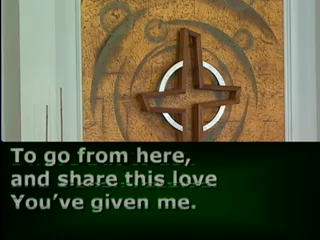 To go from here,
and share this love
You've given me.